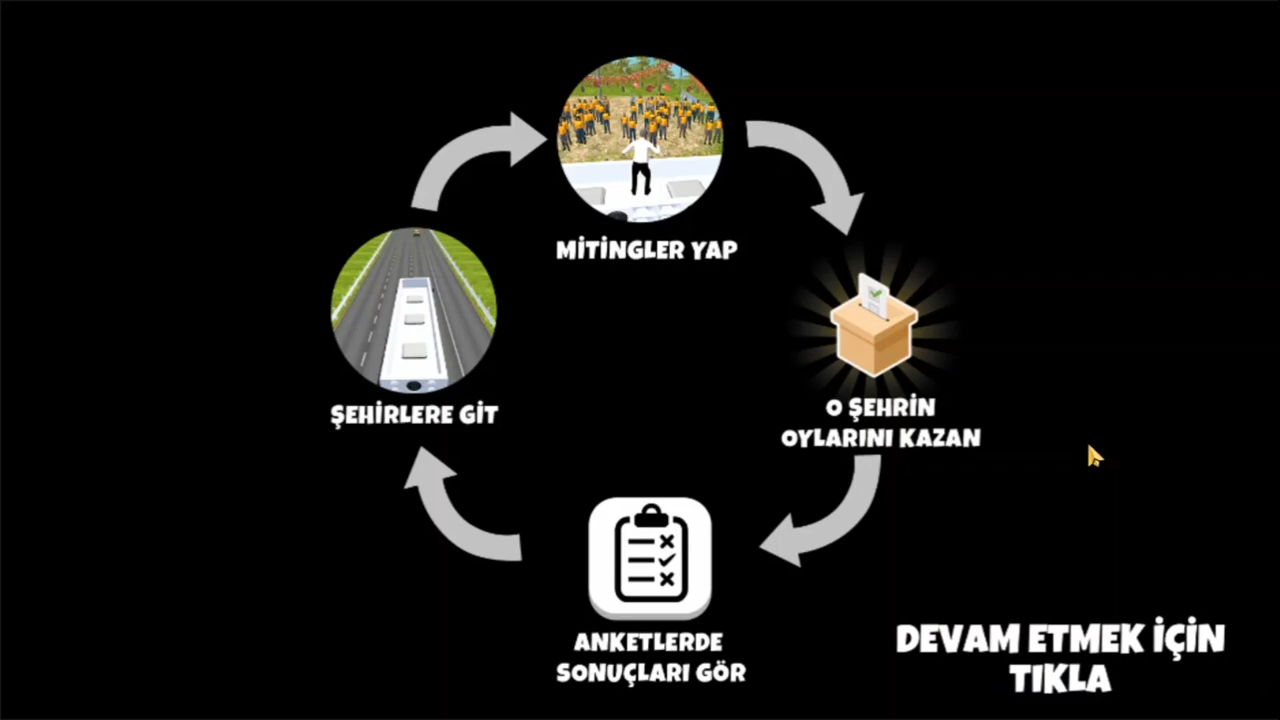 MİTİNGLER YAP
O ŞEHRİN
OYLARINI KAZAN
ŞEHİRLERE GİT
ANKETLERDE
SONUÇLARI GÖR
DEVAM ETMEK İÇİN
TIKLA